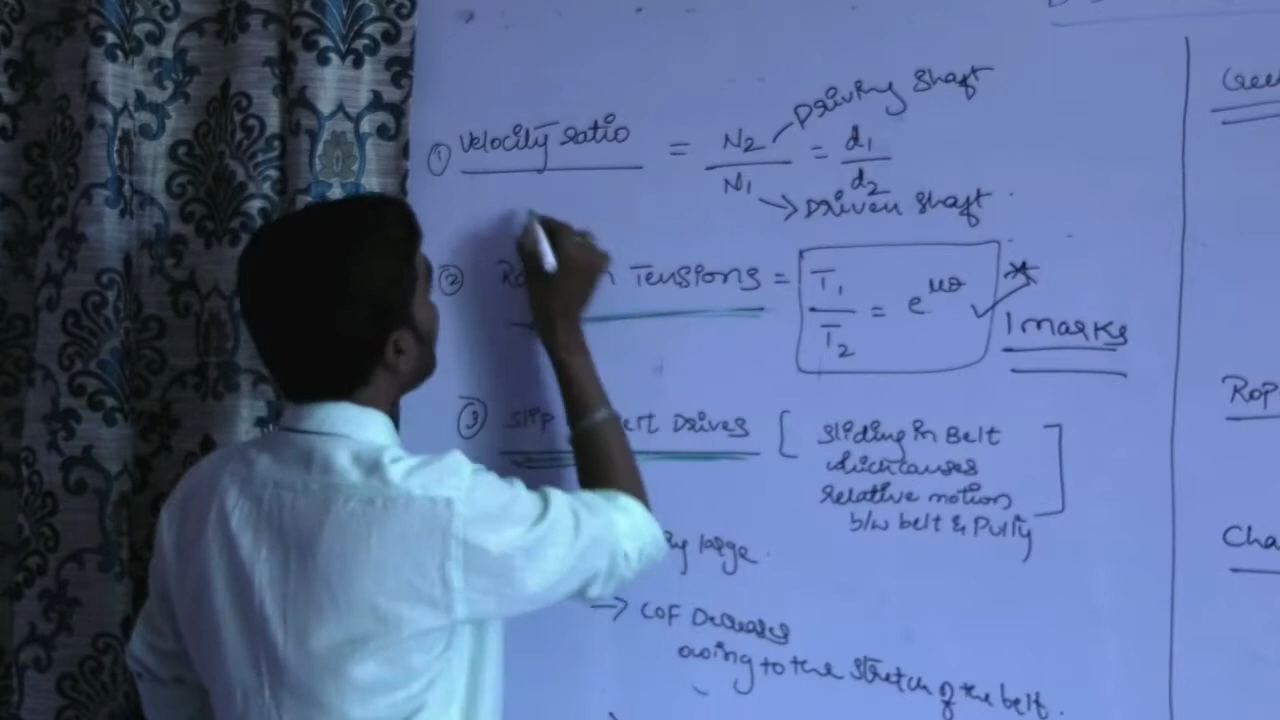 ① Velocity ratio = N2 / N1 = d1 / d2
Driving shaft
Driven shaft
② Tensions = T1 / T2 = e^μθ
1 marks
③ Slip Drives [ Sliding in Belt
which causes
relative motion
b/w belt & Pully ]
large.
→ COF Decreases
owing to the stretch of the belt.
Rop
Cha